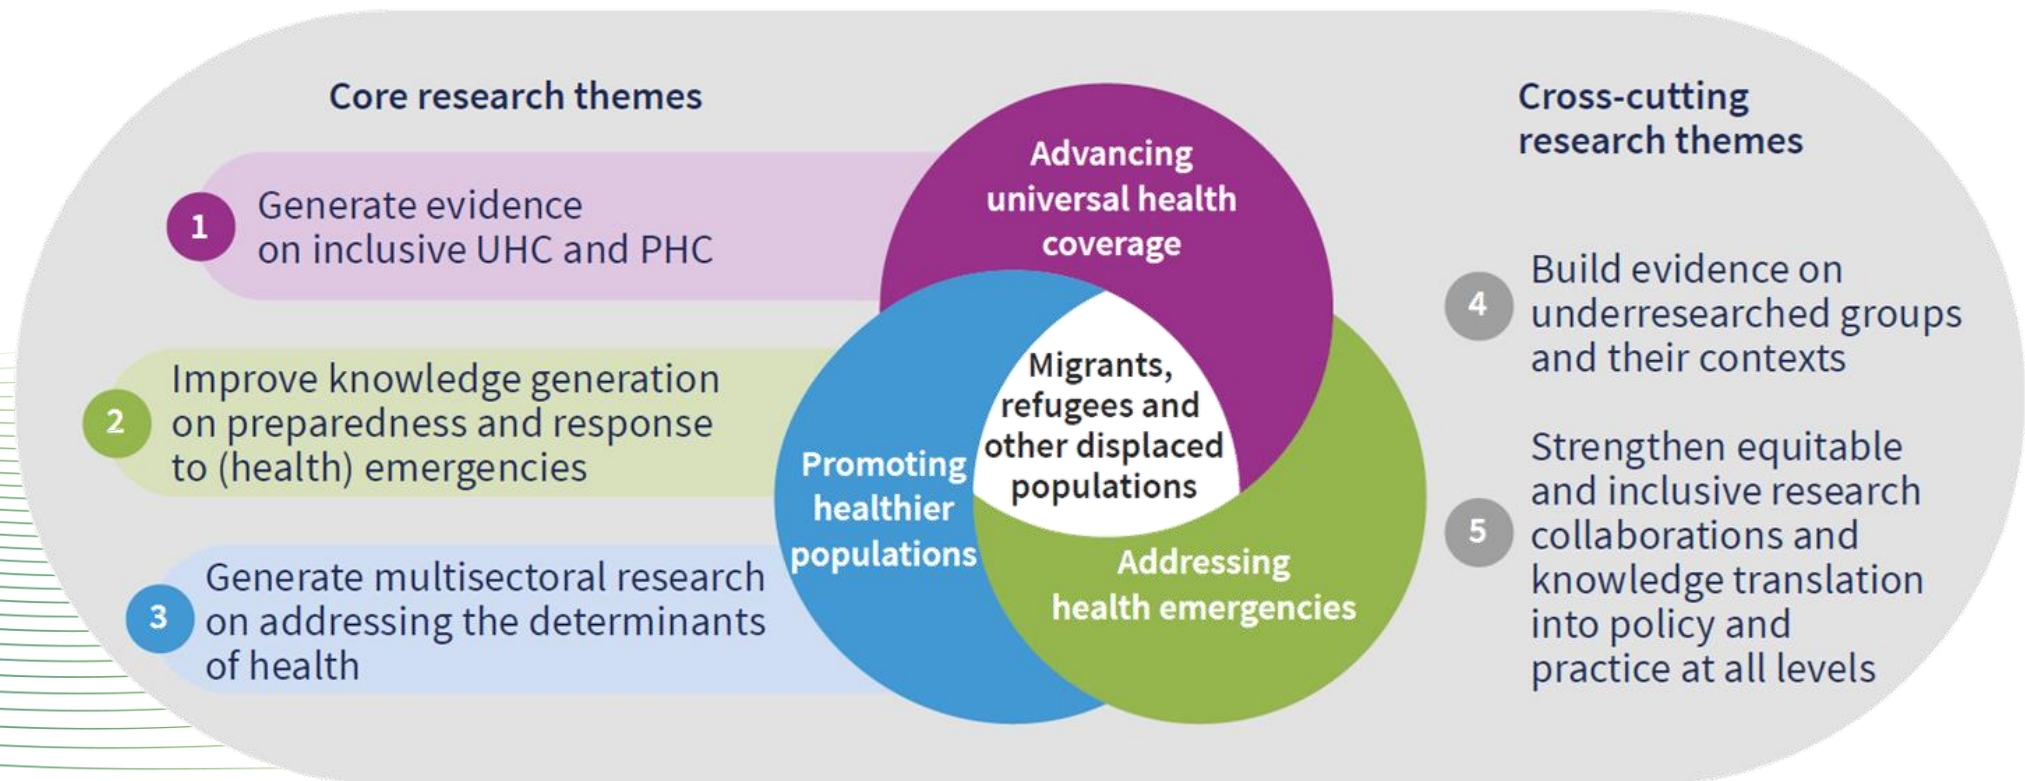 Core research themes
1
Generate evidence
on inclusive UHC and PHC
2
Improve knowledge generation
on preparedness and response
to (health) emergencies
3
Generate multisectoral research
on addressing the determinants
of health
Advancing
universal health
coverage
Migrants,
refugees and
other displaced
populations
Promoting
healthier
populations
Addressing
health emergencies
Cross-cutting
research themes
4
Build evidence on
underresearched groups
and their contexts
5
Strengthen equitable
and inclusive research
collaborations and
knowledge translation
into policy and
practice at all levels